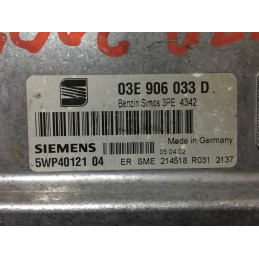 03E 906 033 D
Benzin Simos 3PE 4342
Made in Germany
SIEMENS
05.04.02
5WP40121 04
ER SME 214518 R031 2137